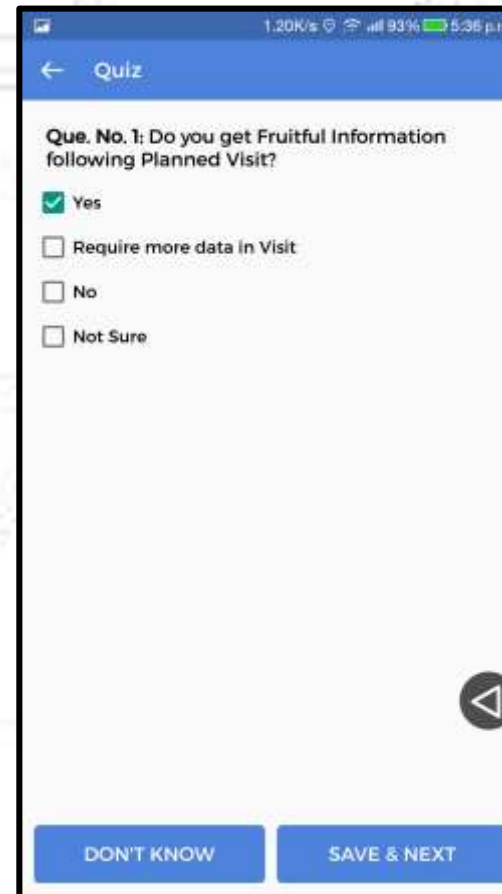 1.20K/s 93% 5:36 p.m
Quiz
Que. No. 1: Do you get Fruitful Information
following Planned Visit?
Yes
Require more data in Visit
No
Not Sure
DON'T KNOW SAVE & NEXT